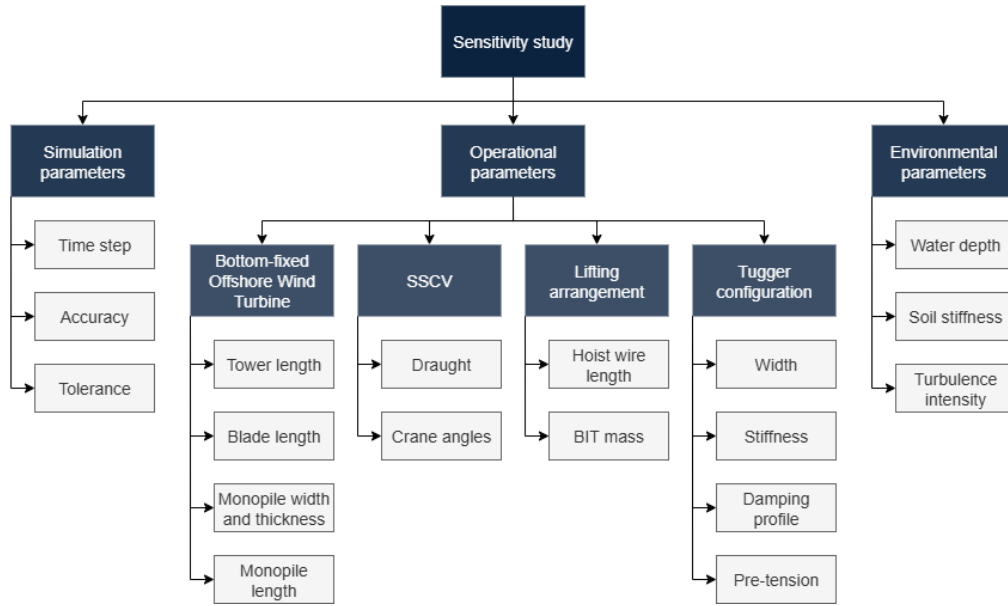 Sensitivity study
Simulation
parameters
Time step
Accuracy
Tolerance
Operational
parameters
Bottom-fixed
Offshore Wind
Turbine
Tower length
Blade length
Monopile width
and thickness
Monopile
length
SSCV
Draught
Crane angles
Lifting
arrangement
Hoist wire
length
BIT mass
Tugger
configuration
Width
Stiffness
Damping
profile
Pre-tension
Environmental
parameters
Water depth
Soil stiffness
Turbulence
intensity